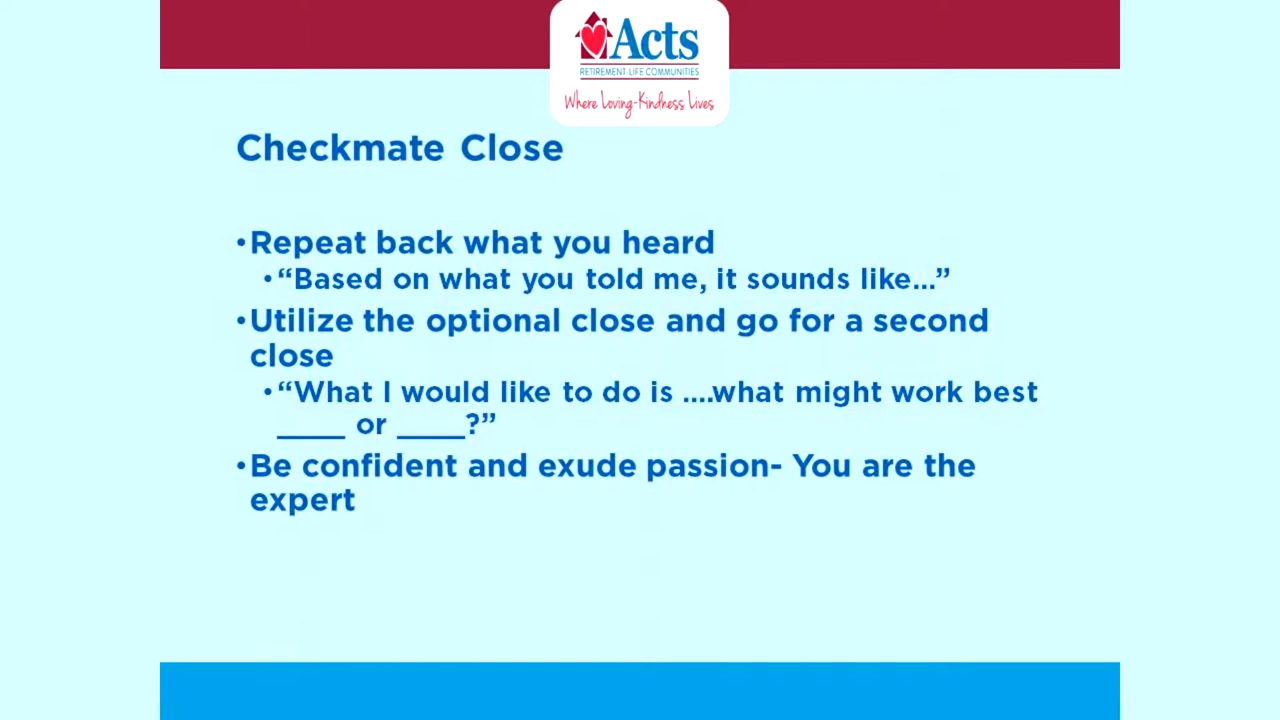 Acts
RETIREMENT LIFE COMMUNITIES
Where Loving-Kindness Lives
Checkmate Close
•Repeat back what you heard
•“Based on what you told me, it sounds like...”
•Utilize the optional close and go for a second
close
•“What I would like to do is ....what might work best
____ or ____?”
•Be confident and exude passion- You are the
expert